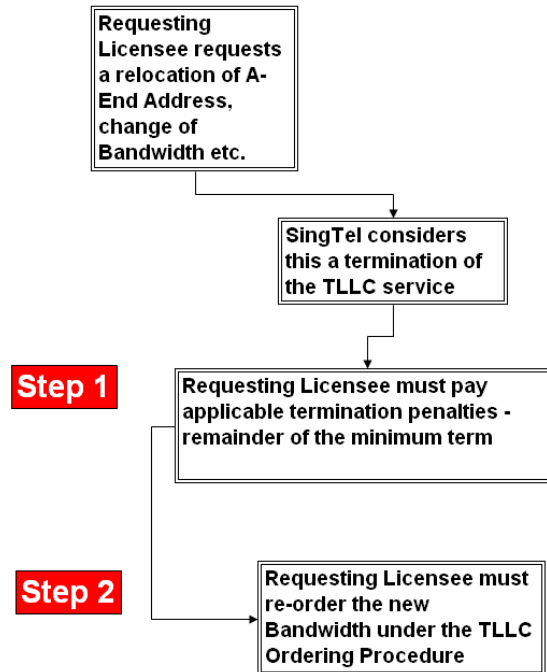 Requesting
Licensee requests
a relocation of A-
End Address,
change of
Bandwidth etc.
SingTel considers
this a termination of
the TLLC service
Step 1
Requesting Licensee must pay
applicable termination penalties -
remainder of the minimum term
Step 2
Requesting Licensee must
re-order the new
Bandwidth under the TLLC
Ordering Procedure